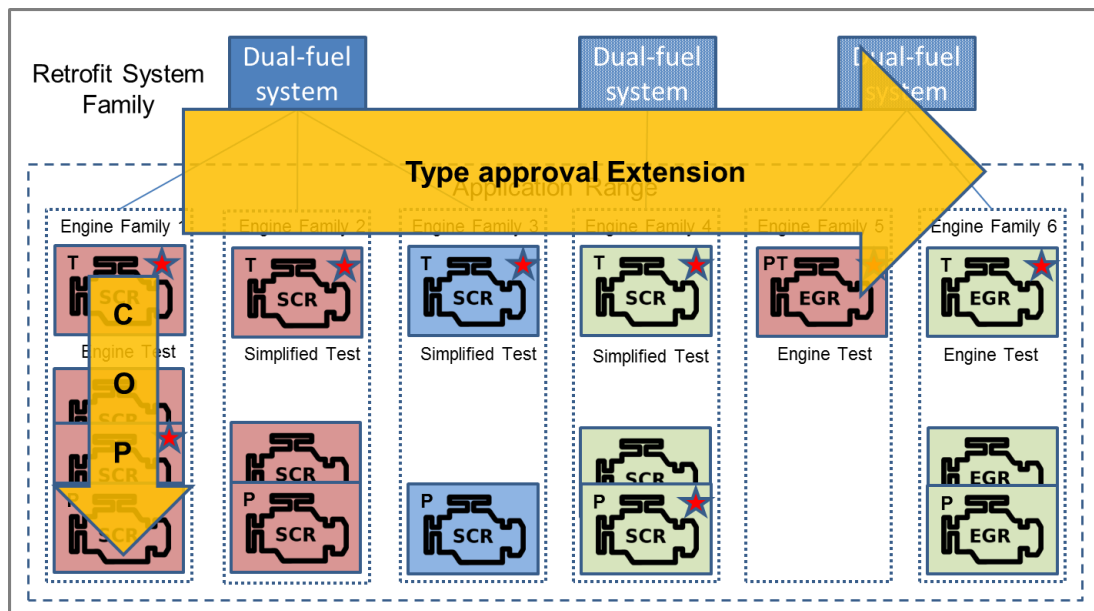 Retrofit System
Family
Dual-fuel
system
Dual-fuel
system
Dual-fuel
system
Type approval Extension
Application Range
Engine Family 1
Engine Family 2
Engine Family 3
Engine Family 4
Engine Family 5
Engine Family 6
T
SCR
T
SCR
T
SCR
T
SCR
PT
EGR
T
EGR
Engine Test
Simplified Test
Simplified Test
Simplified Test
Engine Test
Engine Test
C
O
P
SCR
SCR
SCR
EGR
P
SCR
P
SCR
P
SCR
P
SCR
P
EGR